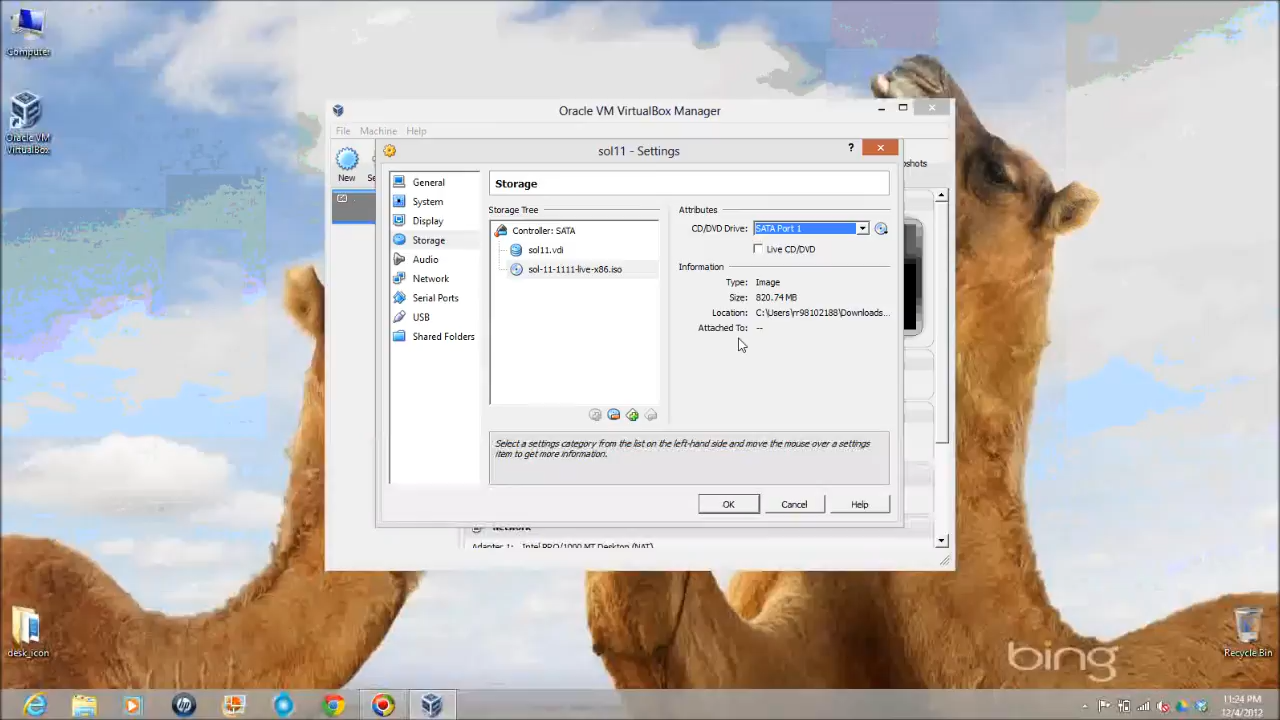 Computer
Oracle VM
VirtualBox
Oracle VM VirtualBox Manager
File Machine Help
New
sol11 - Settings
?
General
System
Display
Storage
Audio
Network
Serial Ports
USB
Shared Folders
Storage
Storage Tree
Controller: SATA
sol11.vdi
sol-11-1111-live-x86.iso
Attributes
CD/DVD Drive: SATA Port 1
Live CD/DVD
Information
Type: Image
Size: 820.74 MB
Location: C:\Users\rr98102188\Downloads...
Attached To: --
Select a settings category from the list on the left-hand side and move the mouse over a settings
item to get more information.
OK Cancel Help
Network
Adapter 1: Intel PRO/1000 MT Desktop (NAT)
desk_icon
bing
Recycle Bin
11:24 PM
12/4/2012